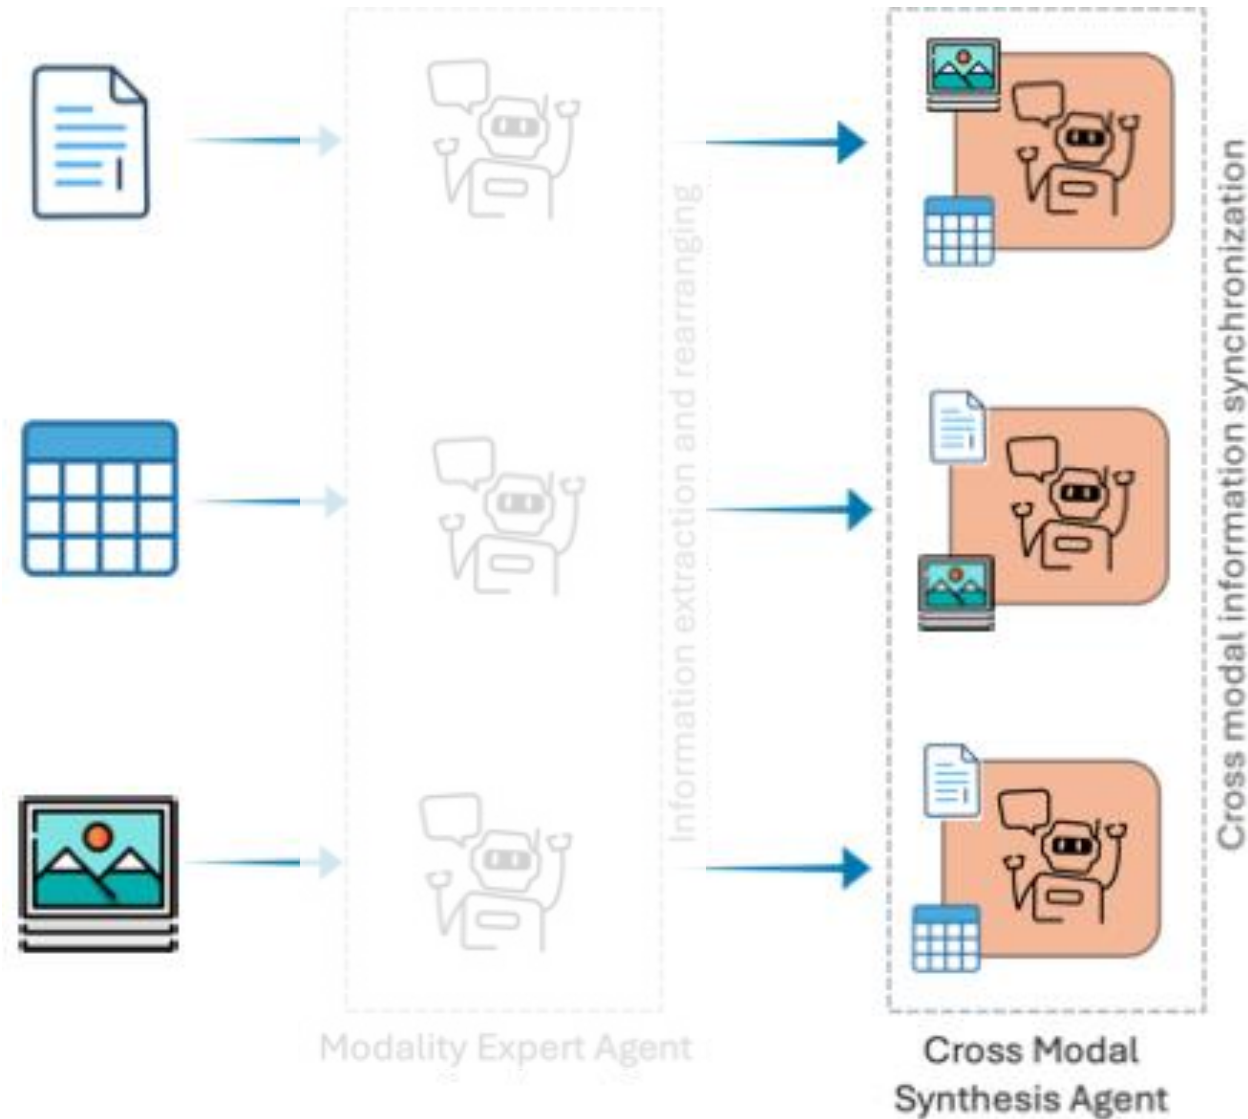 Information extraction and rearranging
Cross modal information synchronization
Modality Expert Agent
Cross Modal
Synthesis Agent